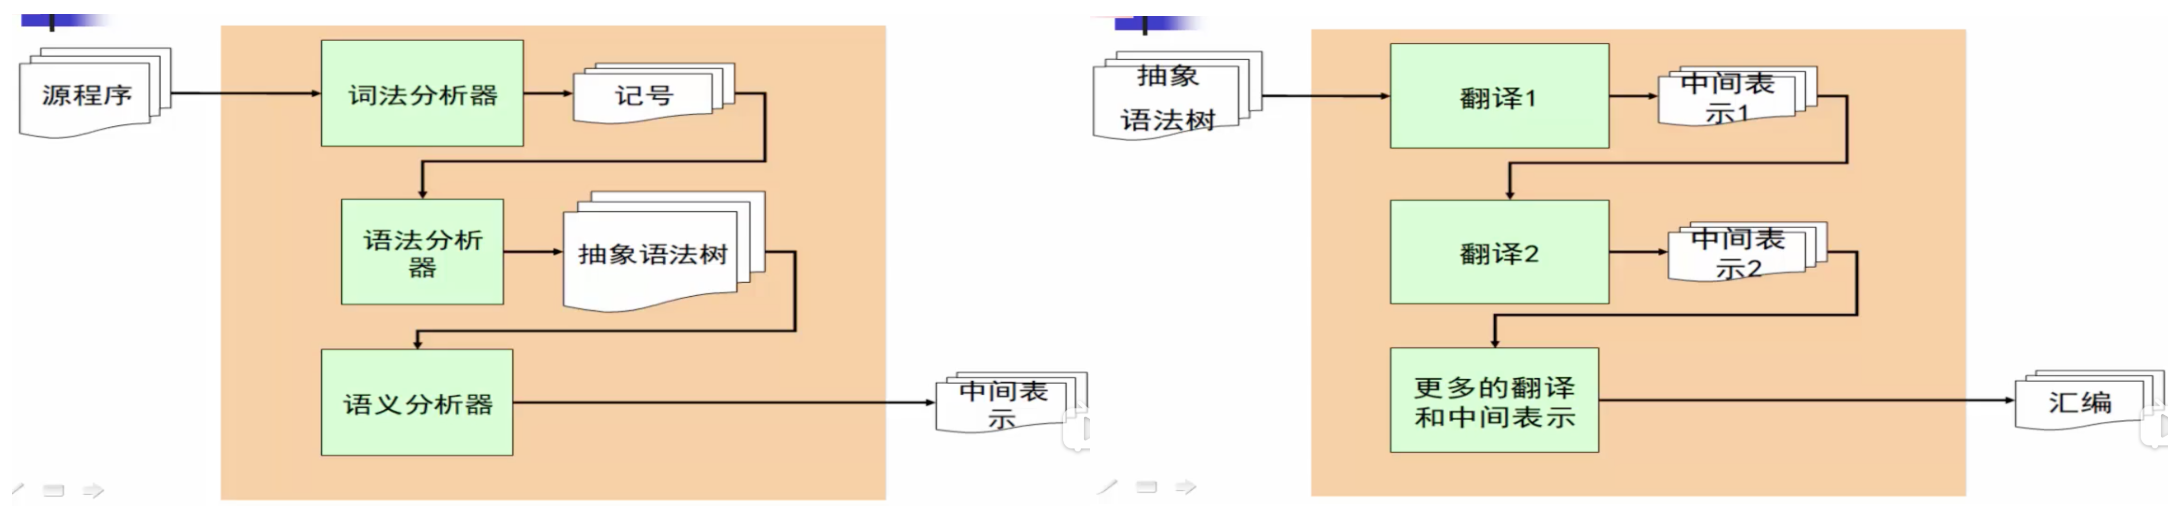 源程序
词法分析器
记号
语法分析
器
抽象语法树
语义分析器
中间表
示
抽象
语法树
翻译1
中间表
示1
翻译2
中间表
示2
更多的翻译
和中间表示
汇编